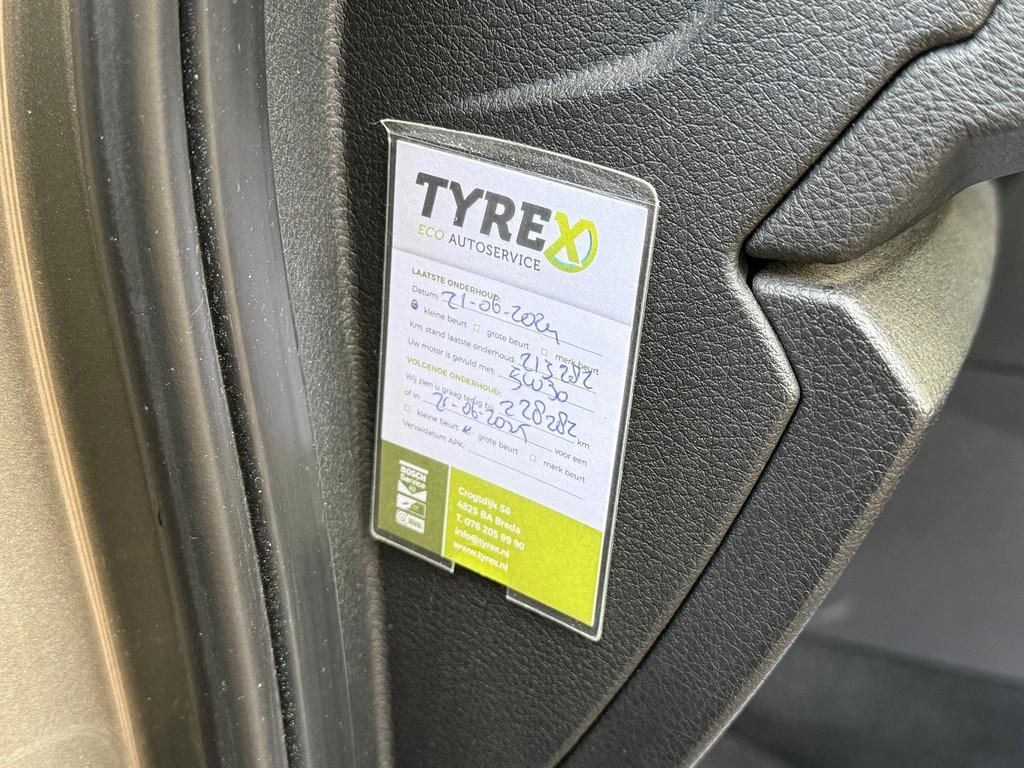 TYREX
ECO AUTOSERVICE
LAATSTE ONDERHOUD:
Datum: 21-06-2024
kleine beurt grote beurt merk beurt
Km. stand laatste onderhoud: 213282
Uw motor is gevuld met: 5W30
VOLGENDE ONDERHOUD:
Wij zien u graag terug bij 228282 km
of in 21-06-2025 voor een
kleine beurt grote beurt merk beurt
Vervaldatum APK:
BOSCH
Service
Crogtdijk 58
4825 BA Breda
T. 076 205 99 90
info@tyrex.nl
www.tyrex.nl